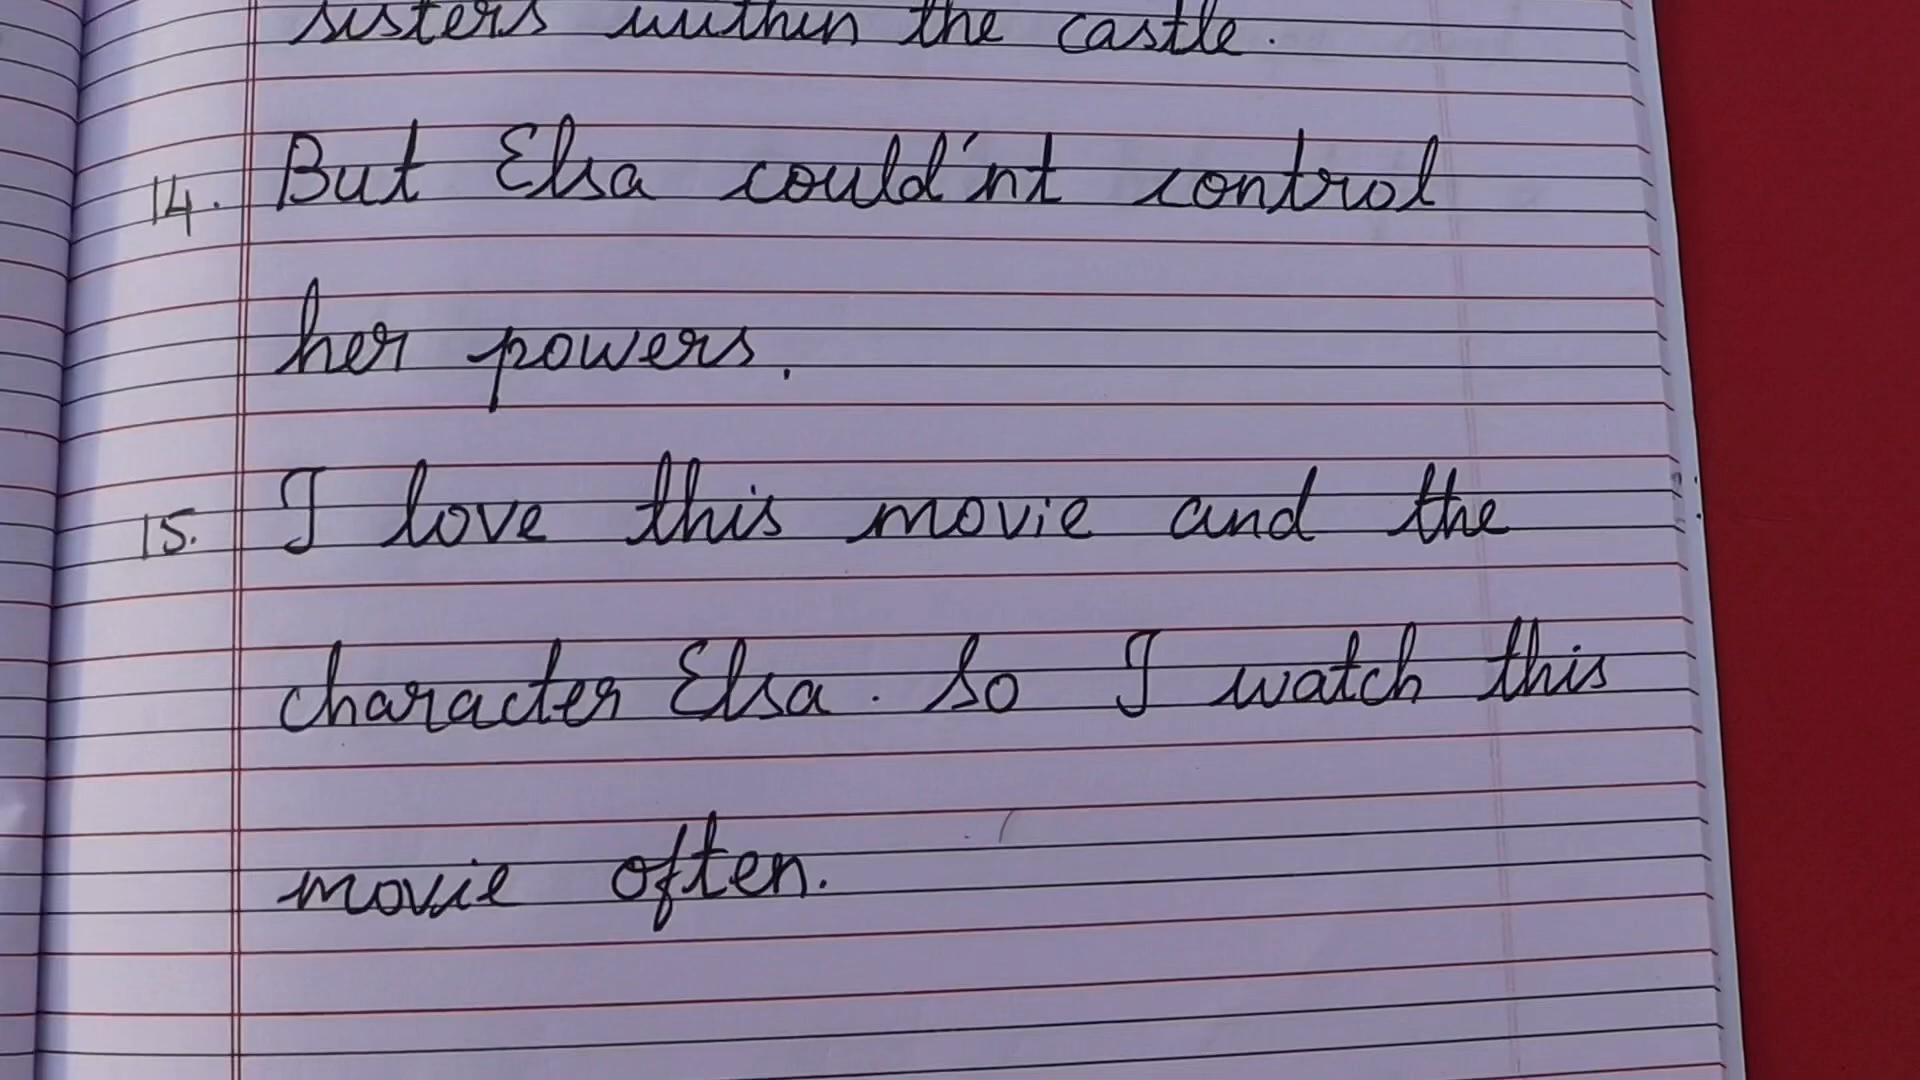 sisters within the castle.
14. But Elsa could'nt control
her powers.
15. I love this movie and the
character Elsa. So I watch this
movie often.